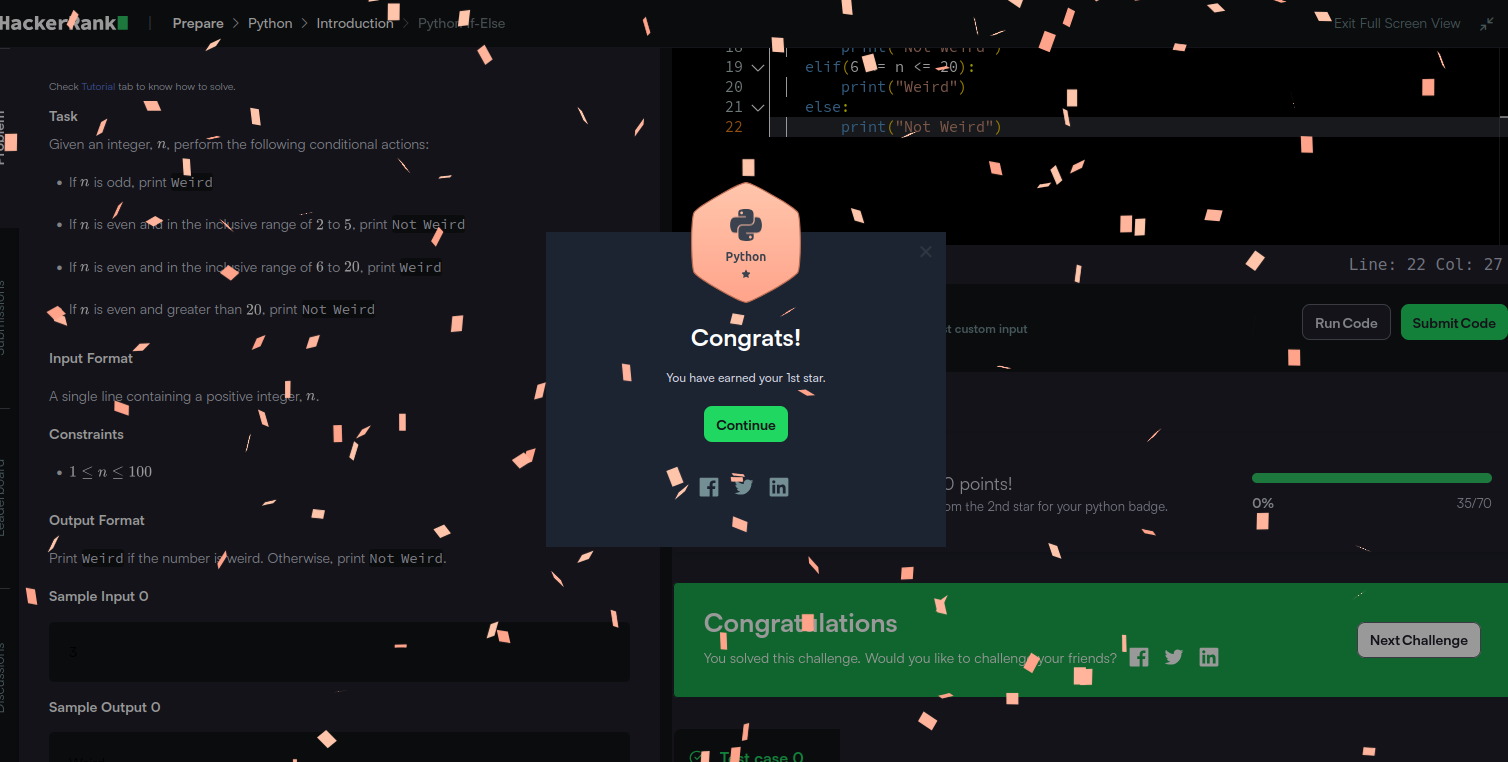 HackerRank
Prepare > Python > Introduction > Python If-Else
Exit Full Screen View
Problem
Submissions
Leaderboard
Discussions
Check Tutorial tab to know how to solve.
Task
Given an integer, n, perform the following conditional actions:
• If n is odd, print Weird
• If n is even and in the inclusive range of 2 to 5, print Not Weird
• If n is even and in the inclusive range of 6 to 20, print Weird
• If n is even and greater than 20, print Not Weird
Input Format
A single line containing a positive integer, n.
Constraints
• 1 ≤ n ≤ 100
Output Format
Print Weird if the number is weird. Otherwise, print Not Weird.
Sample Input 0
3
Sample Output 0
18 print("Not Weird")
19 elif(6 <= n <= 20):
20 print("Weird")
21 else:
22 print("Not Weird")
Line: 22 Col: 27
custom input
Run Code
Submit Code
Python
Congrats!
You have earned your 1st star.
Continue
0 points!
om the 2nd star for your python badge.
0%
35/70
Congratulations
You solved this challenge. Would you like to challenge your friends?
Next Challenge
Test case 0